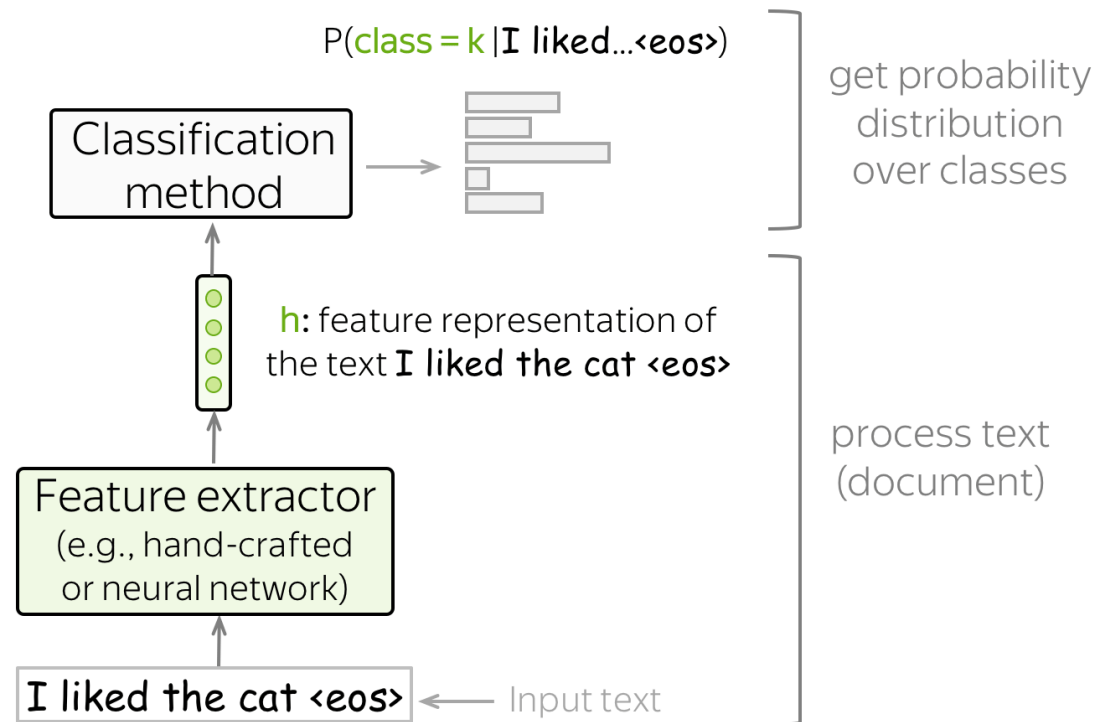 P(class = k |I liked...<eos>)
get probability
distribution
over classes
Classification
method
h: feature representation of
the text I liked the cat <eos>
process text
(document)
Feature extractor
(e.g., hand-crafted
or neural network)
I liked the cat <eos>
Input text